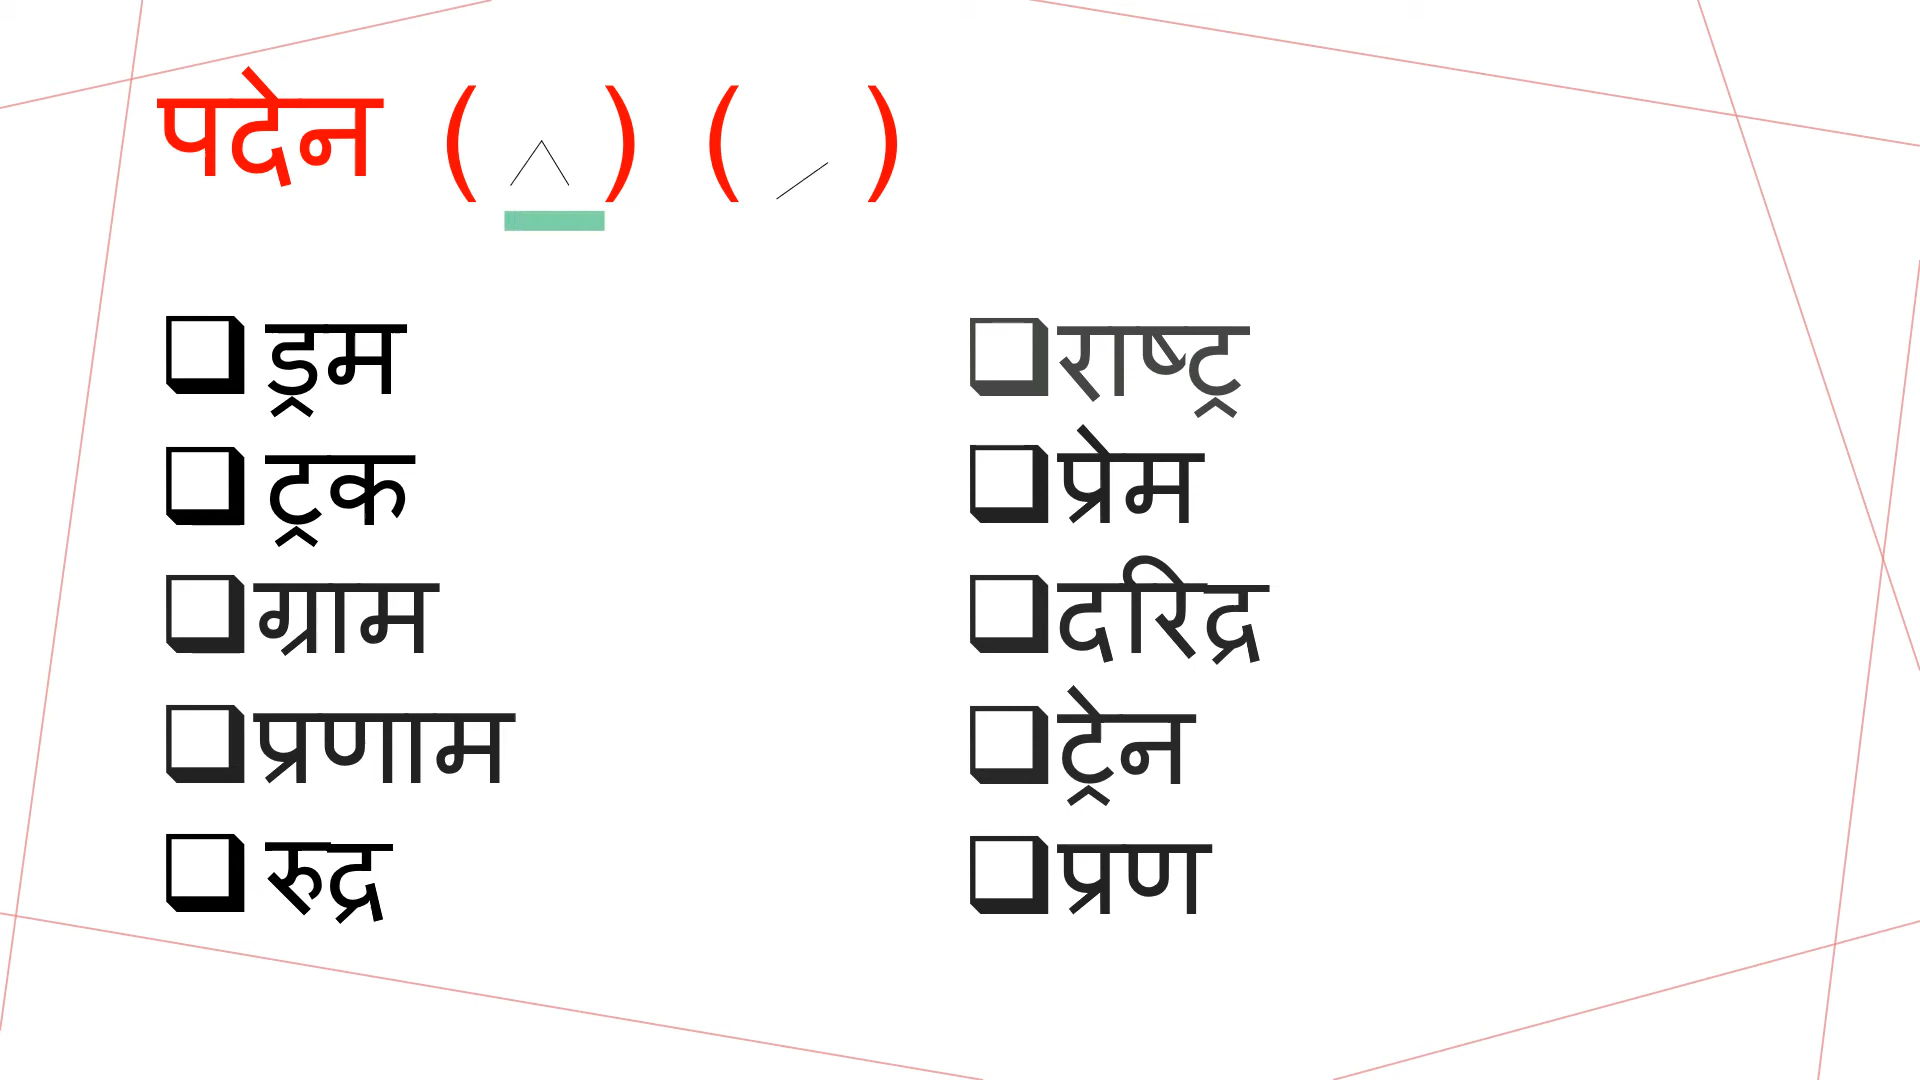 पदेन ( ^ ) ( ⸝ )
❑ ड्रम
❑ ट्रक
❑ ग्राम
❑ प्रणाम
❑ रुद्र
❑ राष्ट्र
❑ प्रेम
❑ दरिद्र
❑ ट्रेन
❑ प्रण